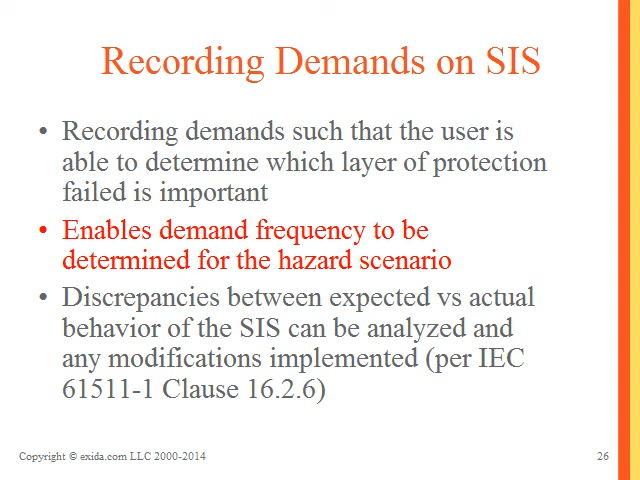 Recording Demands on SIS
• Recording demands such that the user is
able to determine which layer of protection
failed is important
• Enables demand frequency to be
determined for the hazard scenario
• Discrepancies between expected vs actual
behavior of the SIS can be analyzed and
any modifications implemented (per IEC
61511-1 Clause 16.2.6)
Copyright © exida.com LLC 2000-2014
26